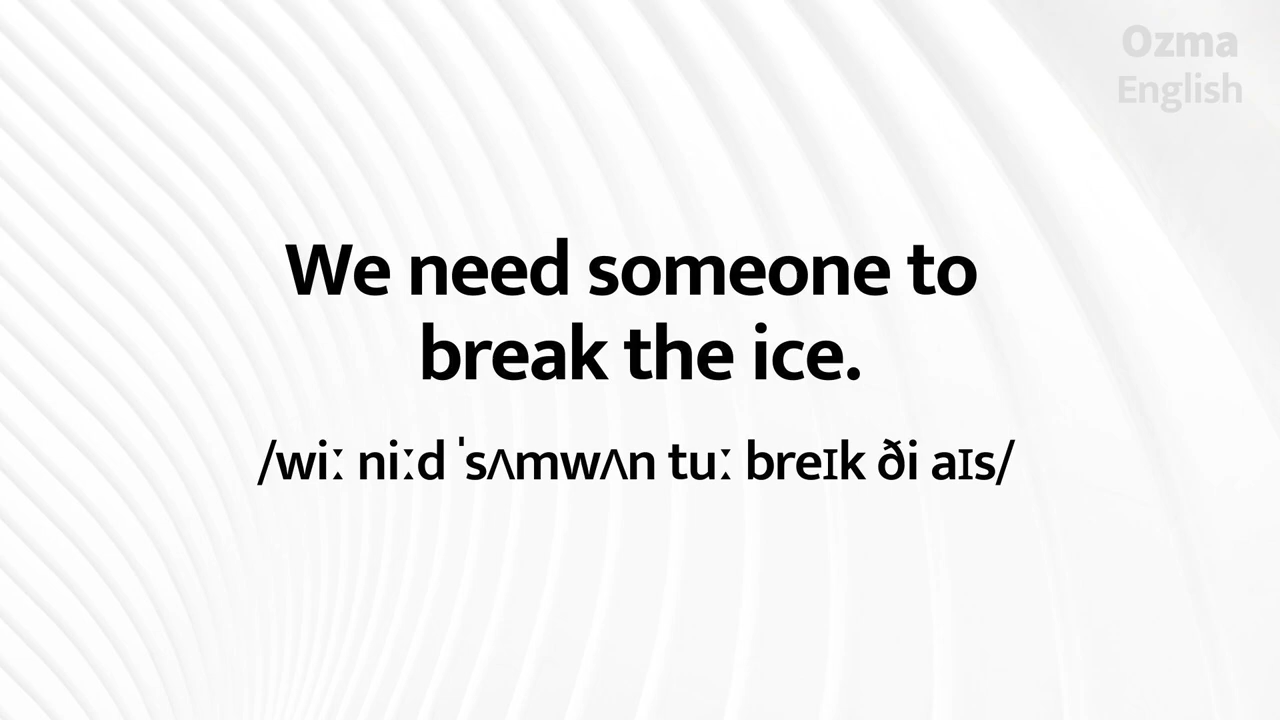 Ozma
English
We need someone to
break the ice.
/wiː niːd ˈsʌmwʌn tuː breɪk ði aɪs/